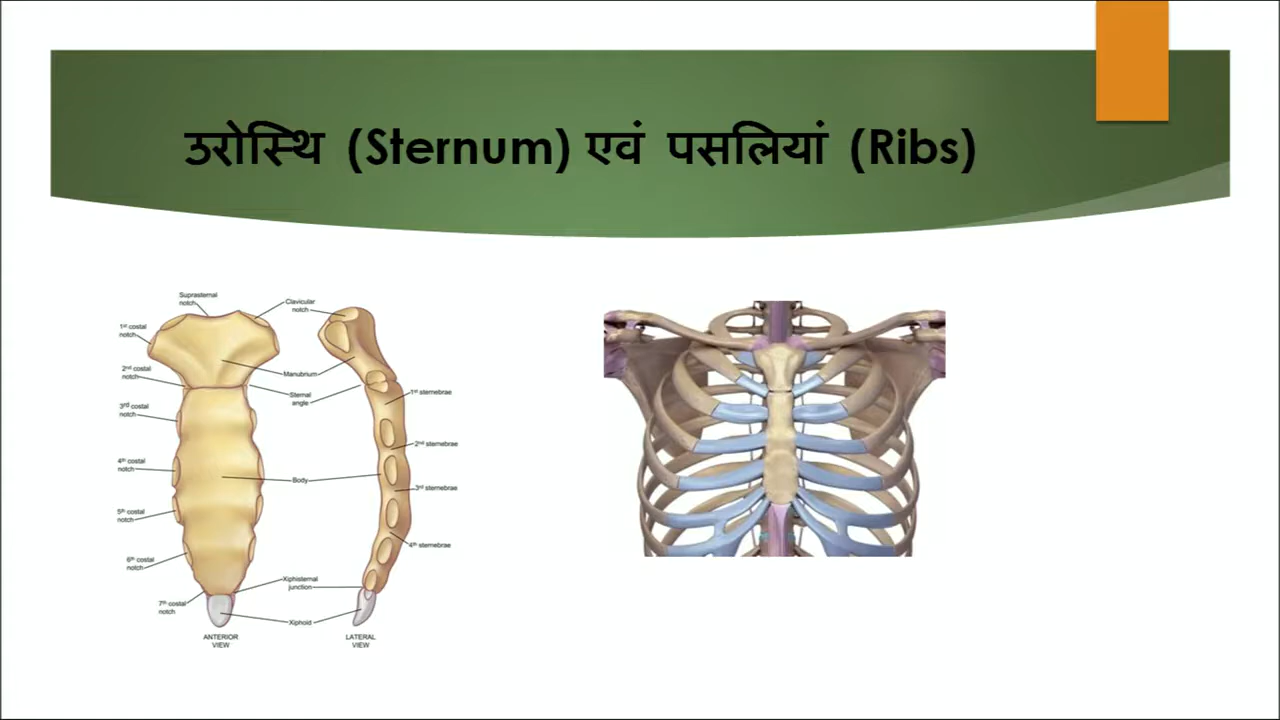 उरोस्थि (Sternum) एवं पसलियां (Ribs)
Suprasternal
notch
Clavicular
notch
1st costal
notch
2nd costal
notch
Manubrium
Sternal
angle
1st sternebrae
3rd costal
notch
2nd sternebrae
4th costal
notch
Body
3rd sternebrae
5th costal
notch
4th sternebrae
6th costal
notch
Xiphisternal
junction
7th costal
notch
Xiphoid
ANTERIOR
VIEW
LATERAL
VIEW